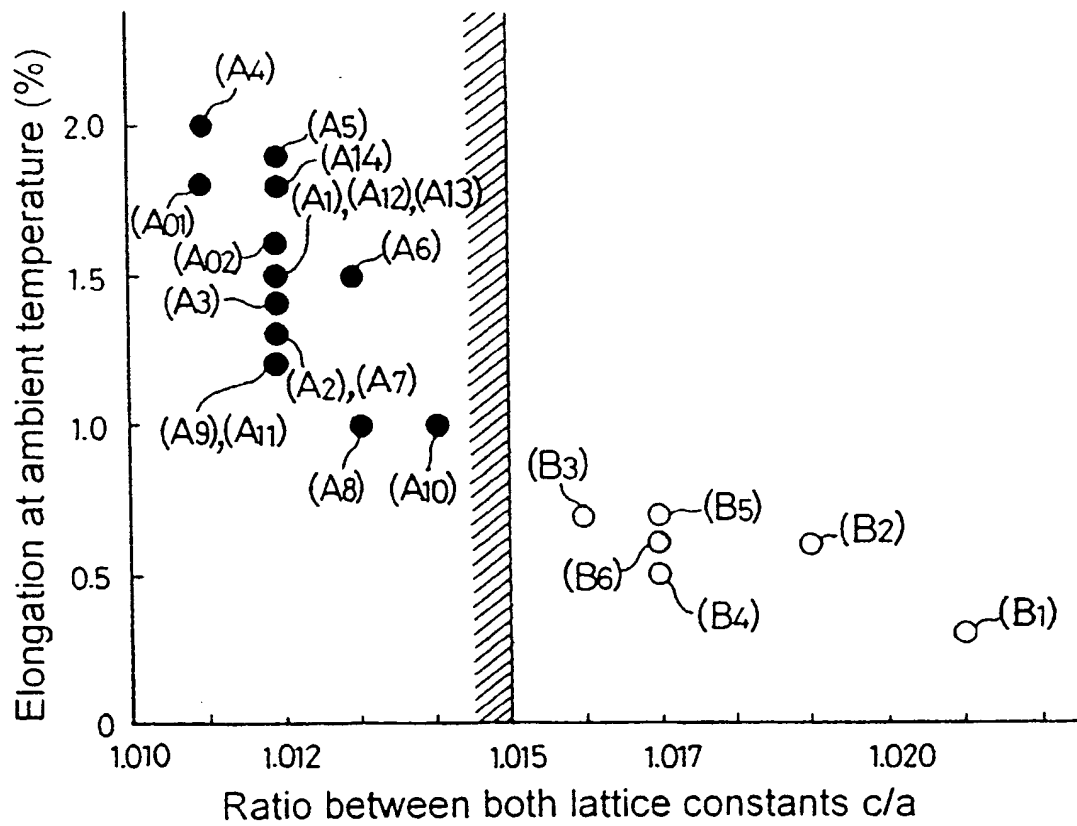 Elongation at ambient temperature (%)
2.0
1.5
1.0
0.5
0
(A4)
(A5)
(A14)
(A1),(A12),(A13)
(A01)
(A02)
(A6)
(A3)
(A2),(A7)
(A9),(A11)
(A8)
(A10)
(B3)
(B5)
(B2)
(B6)
(B4)
(B1)
1.010
1.012
1.015
1.017
1.020
Ratio between both lattice constants c/a